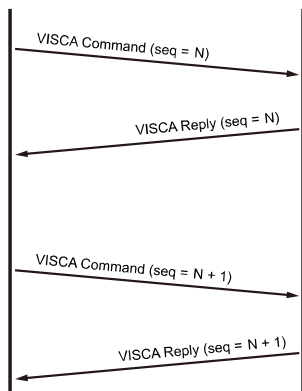 VISCA Command (seq = N)
VISCA Reply (seq = N)
VISCA Command (seq = N + 1)
VISCA Reply (seq = N + 1)